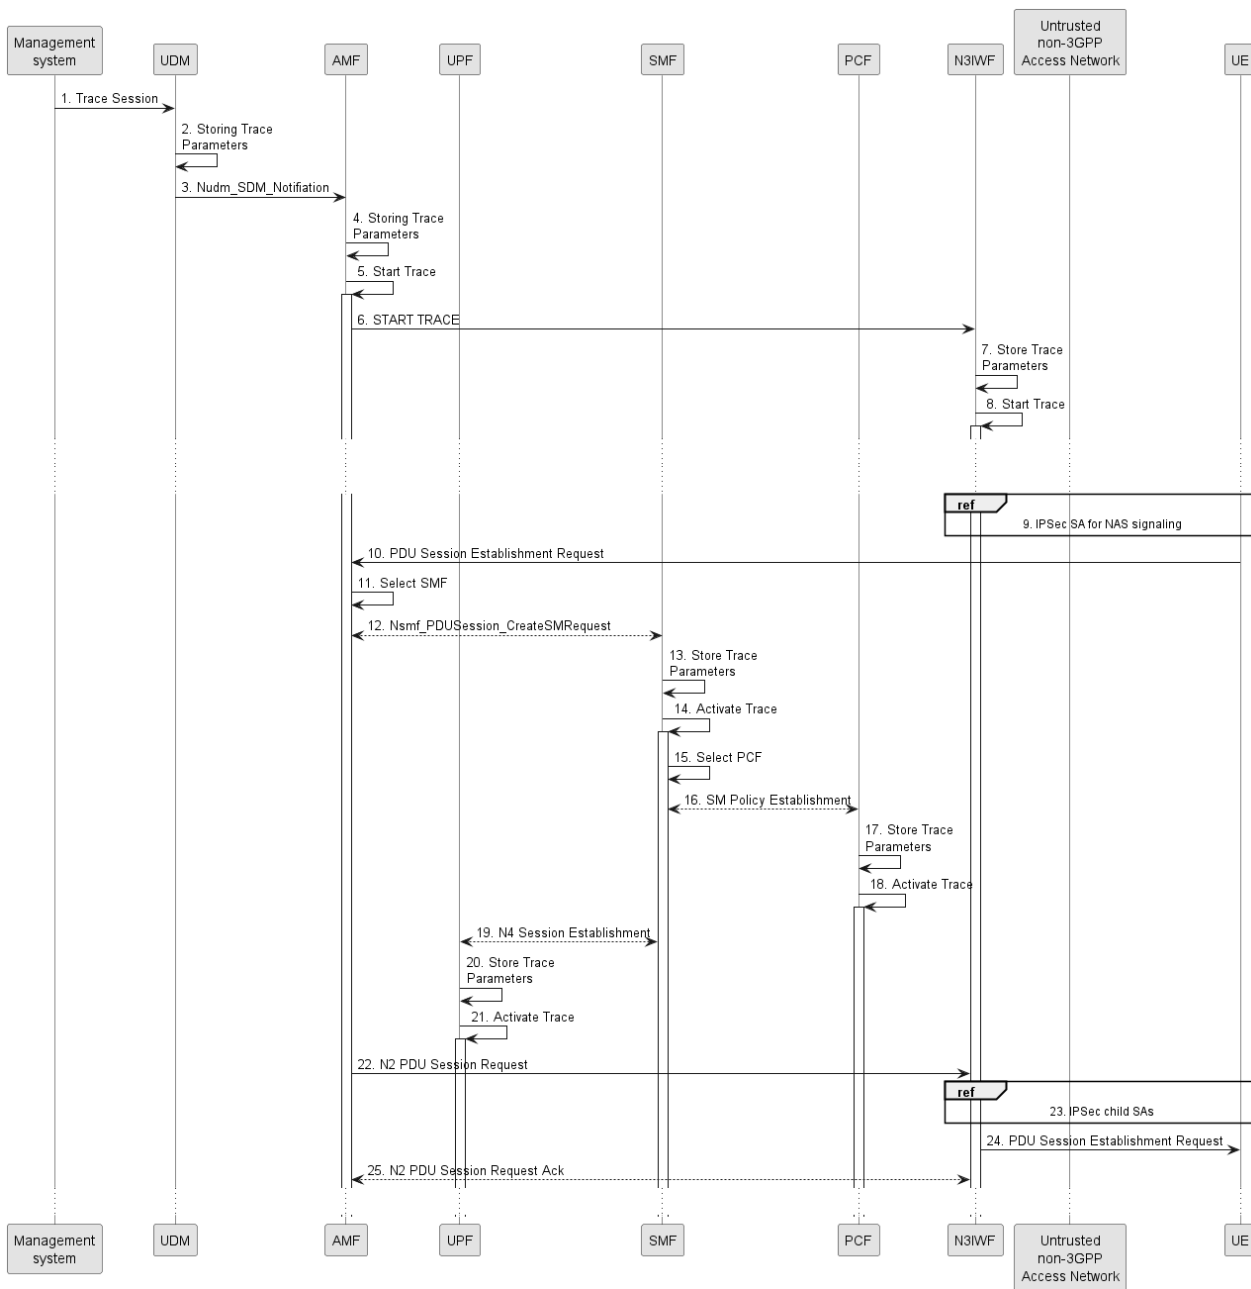 Management
system
UDM
AMF
UPF
SMF
PCF
N3IWF
Untrusted
non-3GPP
Access Network
UE
1. Trace Session
2. Storing Trace
Parameters
3. Nudm_SDM_Notifiation
4. Storing Trace
Parameters
5. Start Trace
6. START TRACE
7. Store Trace
Parameters
8. Start Trace
ref
9. IPSec SA for NAS signaling
10. PDU Session Establishment Request
11. Select SMF
12. Nsmf_PDUSession_CreateSMRequest
13. Store Trace
Parameters
14. Activate Trace
15. Select PCF
16. SM Policy Establishment
17. Store Trace
Parameters
18. Activate Trace
19. N4 Session Establishment
20. Store Trace
Parameters
21. Activate Trace
22. N2 PDU Session Request
ref
23. IPSec child SAs
24. PDU Session Establishment Request
25. N2 PDU Session Request Ack
Management
system
UDM
AMF
UPF
SMF
PCF
N3IWF
Untrusted
non-3GPP
Access Network
UE